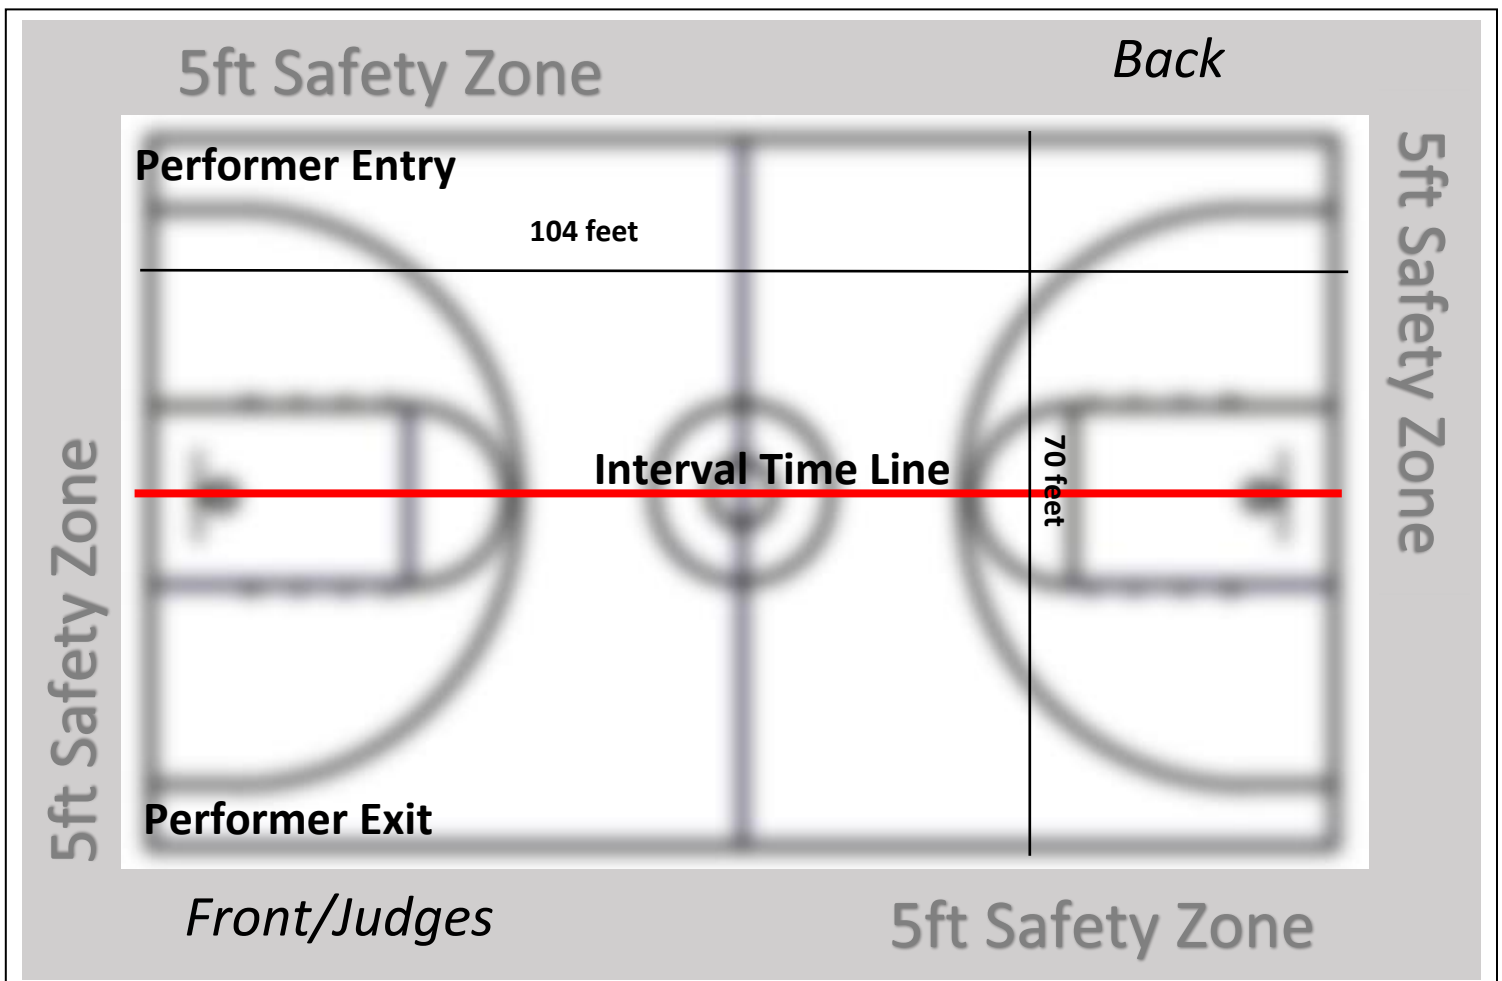 5ft Safety Zone
Back
Performer Entry
104 feet
5ft Safety Zone
Interval Time Line
70 feet
5ft Safety Zone
Performer Exit
Front/Judges
5ft Safety Zone